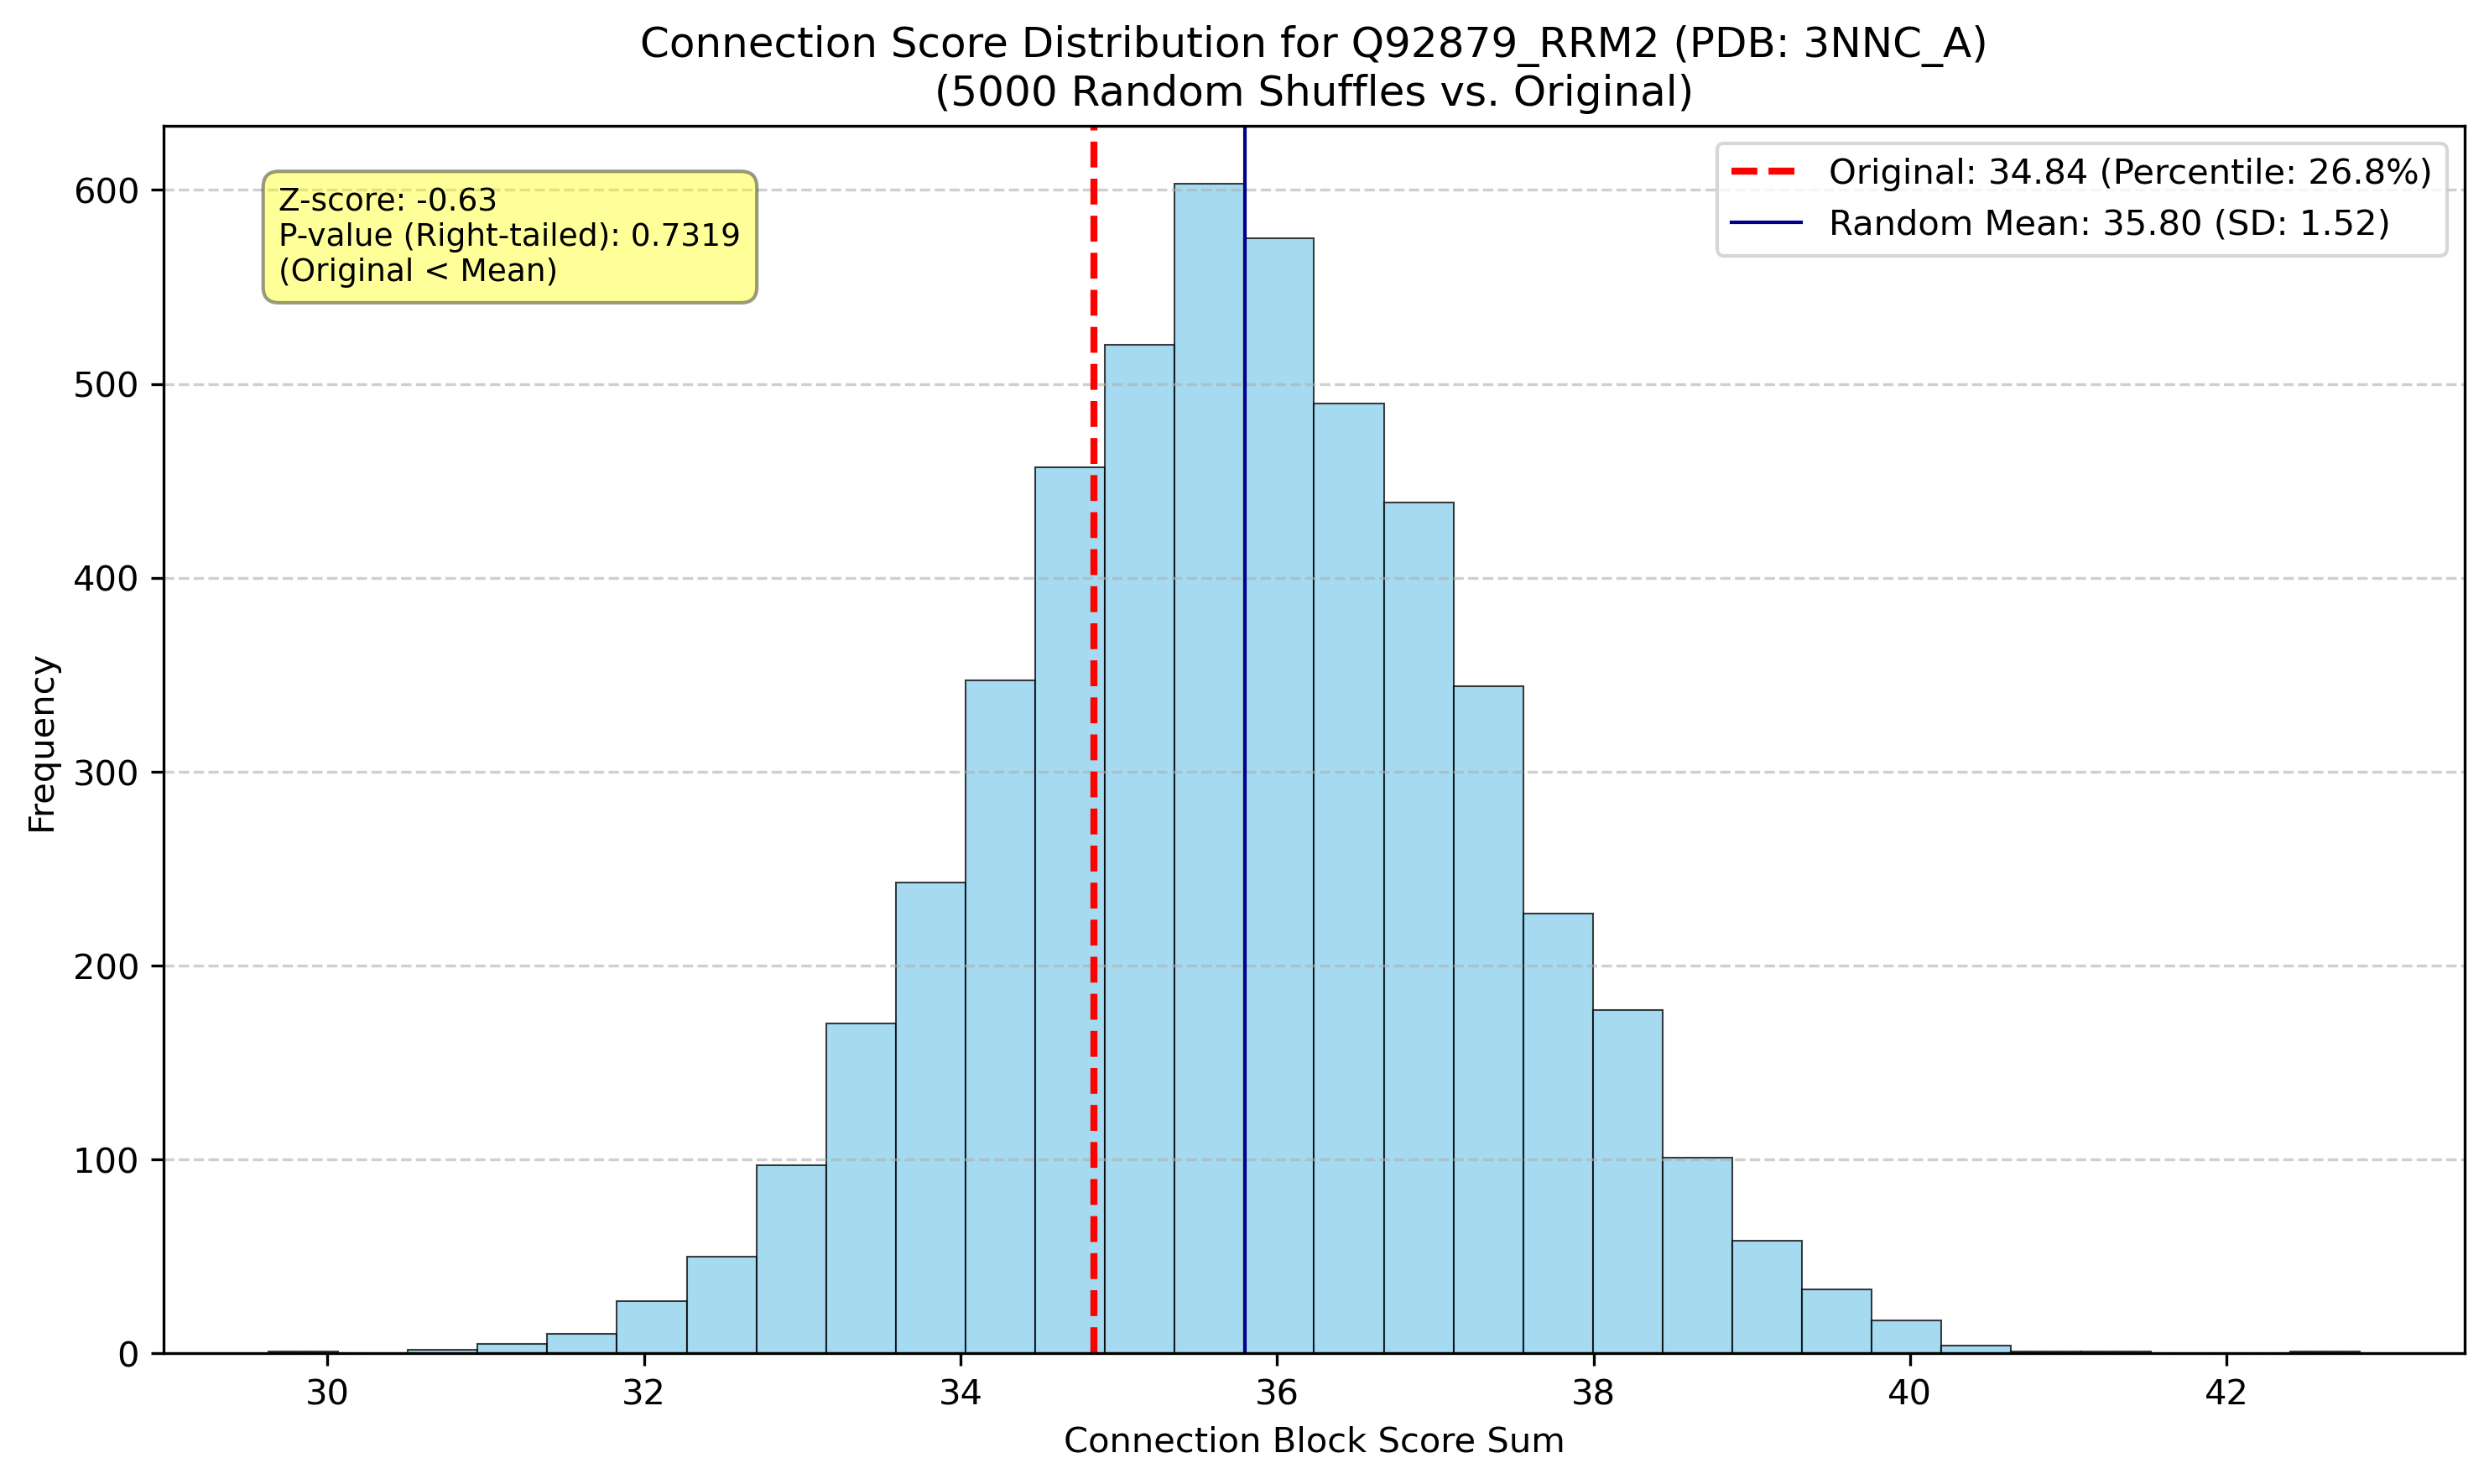 Connection Score Distribution for Q92879_RRM2 (PDB: 3NNC_A)
(5000 Random Shuffles vs. Original)
Z-score: -0.63
P-value (Right-tailed): 0.7319
(Original < Mean)
Original: 34.84 (Percentile: 26.8%)
Random Mean: 35.80 (SD: 1.52)
Frequency
600
500
400
300
200
100
0
30 32 34 36 38 40 42
Connection Block Score Sum